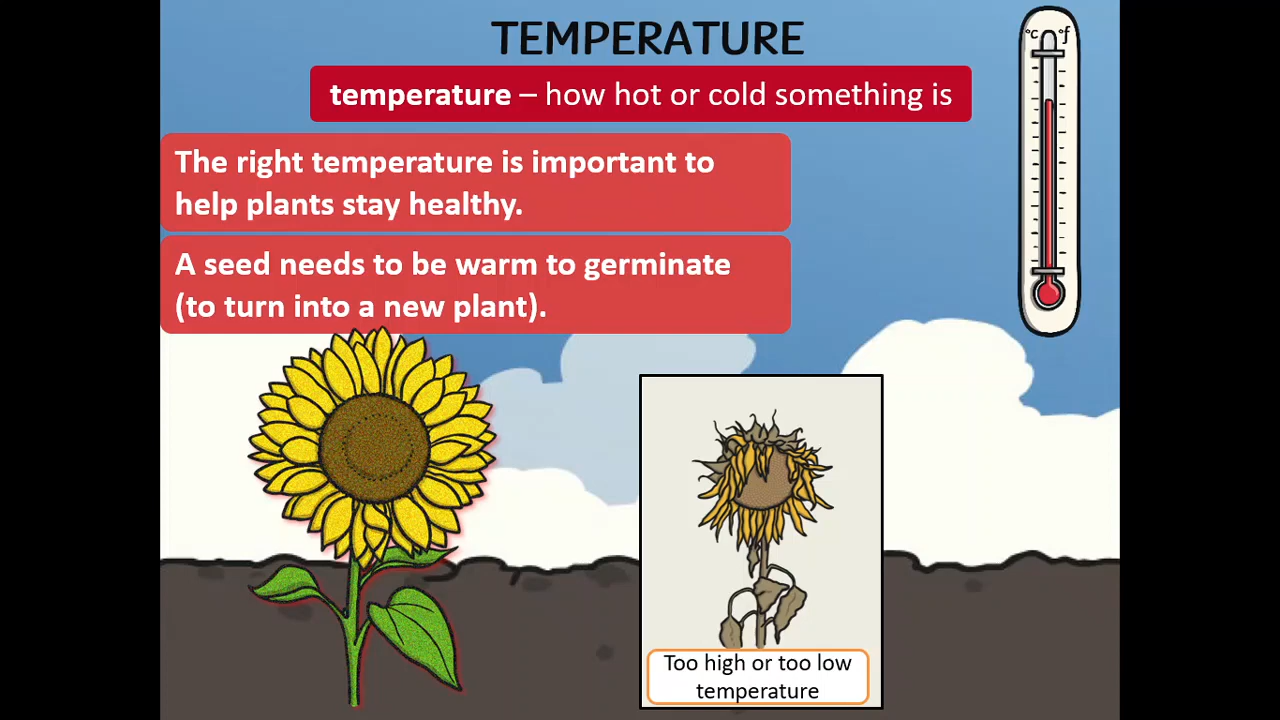 TEMPERATURE
temperature – how hot or cold something is
The right temperature is important to
help plants stay healthy.
A seed needs to be warm to germinate
(to turn into a new plant).
°c °f
Too high or too low
temperature